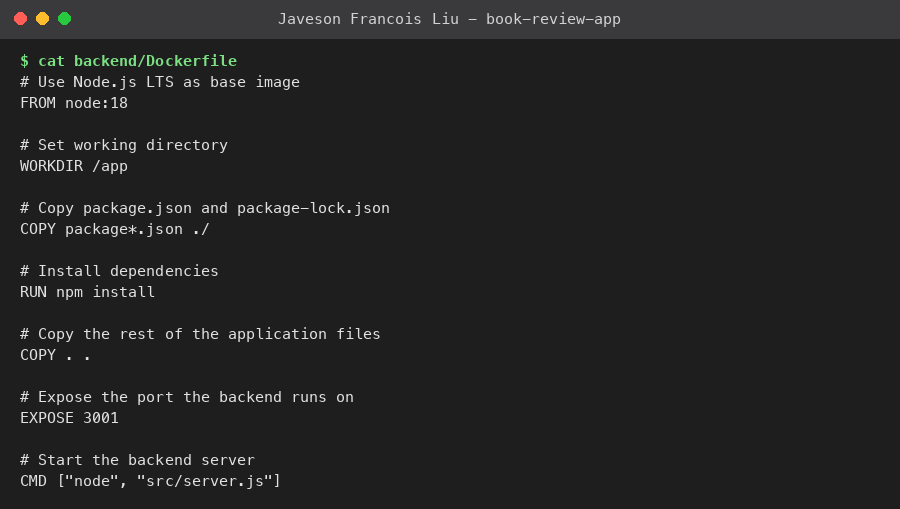 Javeson Francois Liu – book-review-app
$ cat backend/Dockerfile
# Use Node.js LTS as base image
FROM node:18
# Set working directory
WORKDIR /app
# Copy package.json and package-lock.json
COPY package*.json ./
# Install dependencies
RUN npm install
# Copy the rest of the application files
COPY . .
# Expose the port the backend runs on
EXPOSE 3001
# Start the backend server
CMD ["node", "src/server.js"]